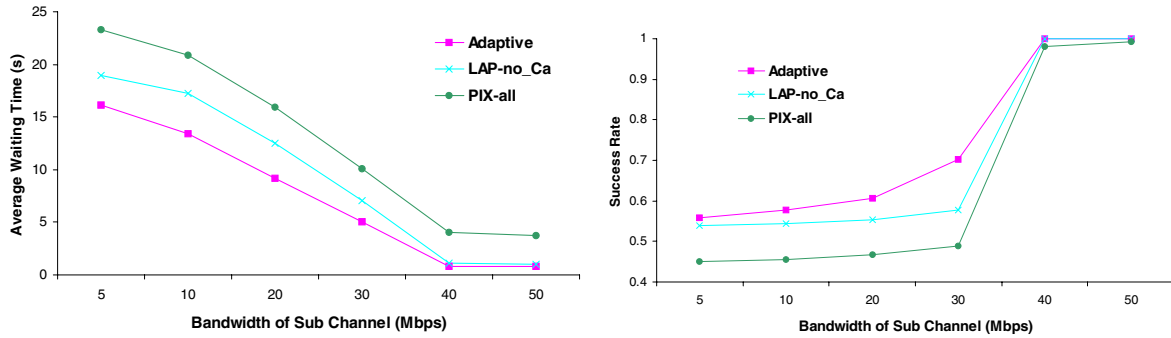 25
20
15
10
5
0
Average Waiting Time (s)
Adaptive
LAP-no_Ca
PIX-all
5 10 20 30 40 50
Bandwidth of Sub Channel (Mbps)
1
0.9
0.8
0.7
0.6
0.5
0.4
Success Rate
Adaptive
LAP-no_Ca
PIX-all
5 10 20 30 40 50
Bandwidth of Sub Channel (Mbps)